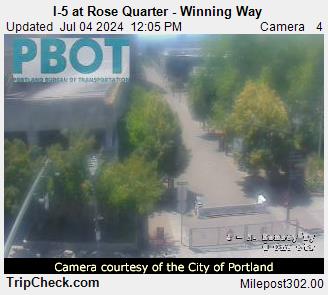 I-5 at Rose Quarter - Winning Way
Updated Jul 04 2024 12:05 PM Camera 4
PBOT
PORTLAND BUREAU OF TRANSPORTATION
Camera courtesy of the City of Portland
TripCheck.com Milepost302.00